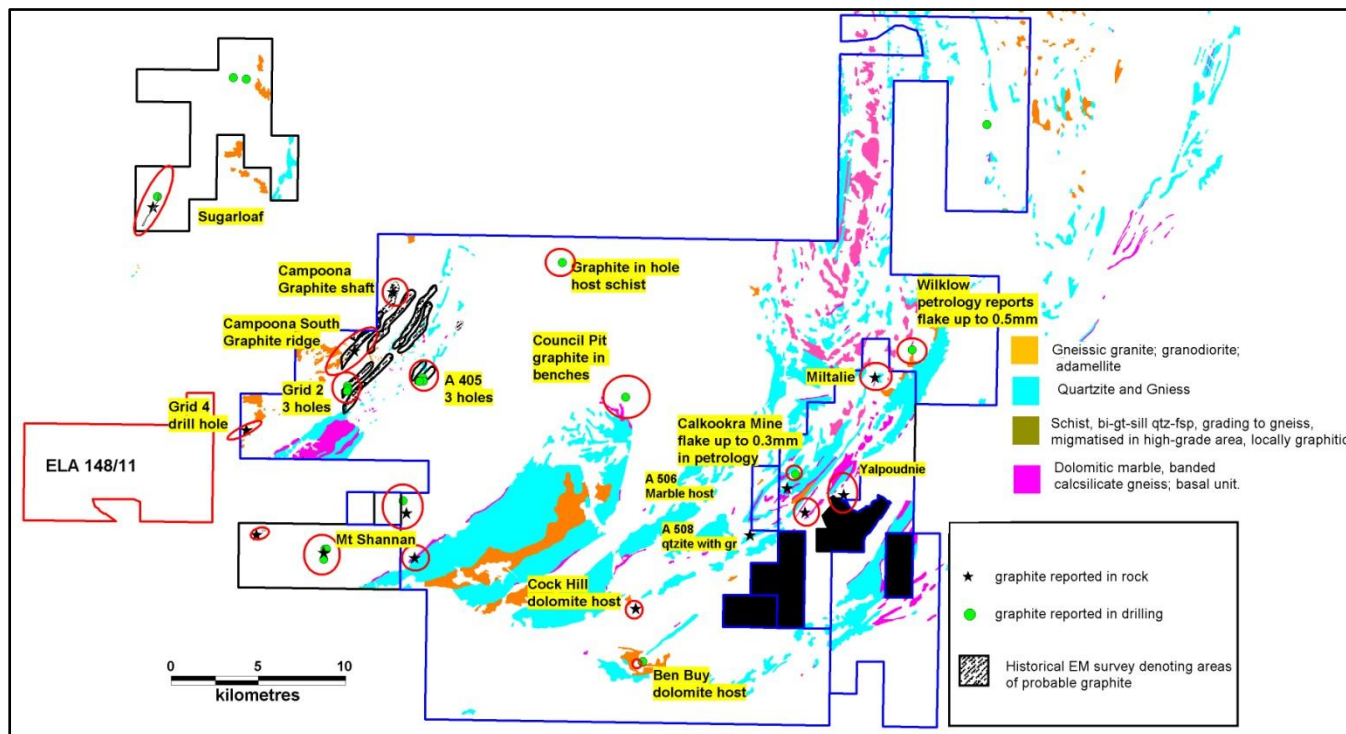 Sugarloaf
Campoona
Graphite shaft
Graphite in hole
host schist
Wilklow
petrology reports
flake up to 0.5mm
Campoona South
Graphite ridge
Council Pit
graphite in
benches
Grid 2
3 holes
A 405
3 holes
Miltalie
Grid 4
drill hole
Calkookra Mine
flake up to 0.3mm
in petrology
ELA 148/11
A 506
Marble host
Yalpoudnie
Mt Shannan
A 508
qtzite with gr
Cock Hill
dolomite host
Ben Buy
dolomite host
0 5 10
kilometres
Gneissic granite; granodiorite;
adamellite
Quartzite and Gniess
Schist, bi-gt-sill qtz-fsp, grading to gneiss,
migmatised in high-grade area, locally graphitic
Dolomitic marble, banded
calcsilicate gneiss; basal unit.
graphite reported in rock
graphite reported in drilling
Historical EM survey denoting areas
of probable graphite